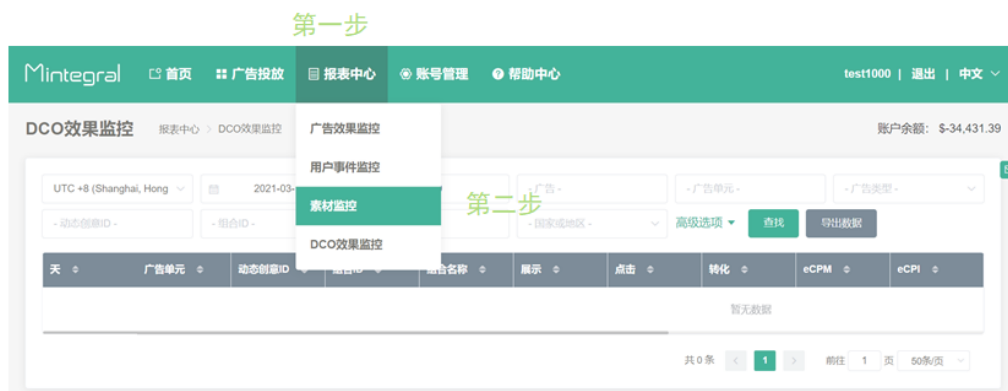 第一步
Mintegral 首页 广告投放 报表中心 账号管理 帮助中心 test1000 | 退出 | 中文
DCO效果监控 报表中心 > DCO效果监控 账户余额: $-34,431.39
广告效果监控
用户事件监控
素材监控
DCO效果监控
第二步
UTC +8 (Shanghai, Hong 2021-03- - 广告 - - 广告单元 - - 广告类型 -
- 动态创意ID - - 组合ID - - 国家或地区 - 高级选项 查找 导出数据
天 广告单元 动态创意ID 组合ID 组合名称 展示 点击 转化 eCPM eCPI
暂无数据
共 0 条 < 1 > 前往 1 页 50条/页